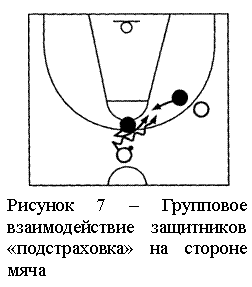 Рисунок 7 – Групповое
взаимодействие защитников
«подстраховка» на стороне
мяча